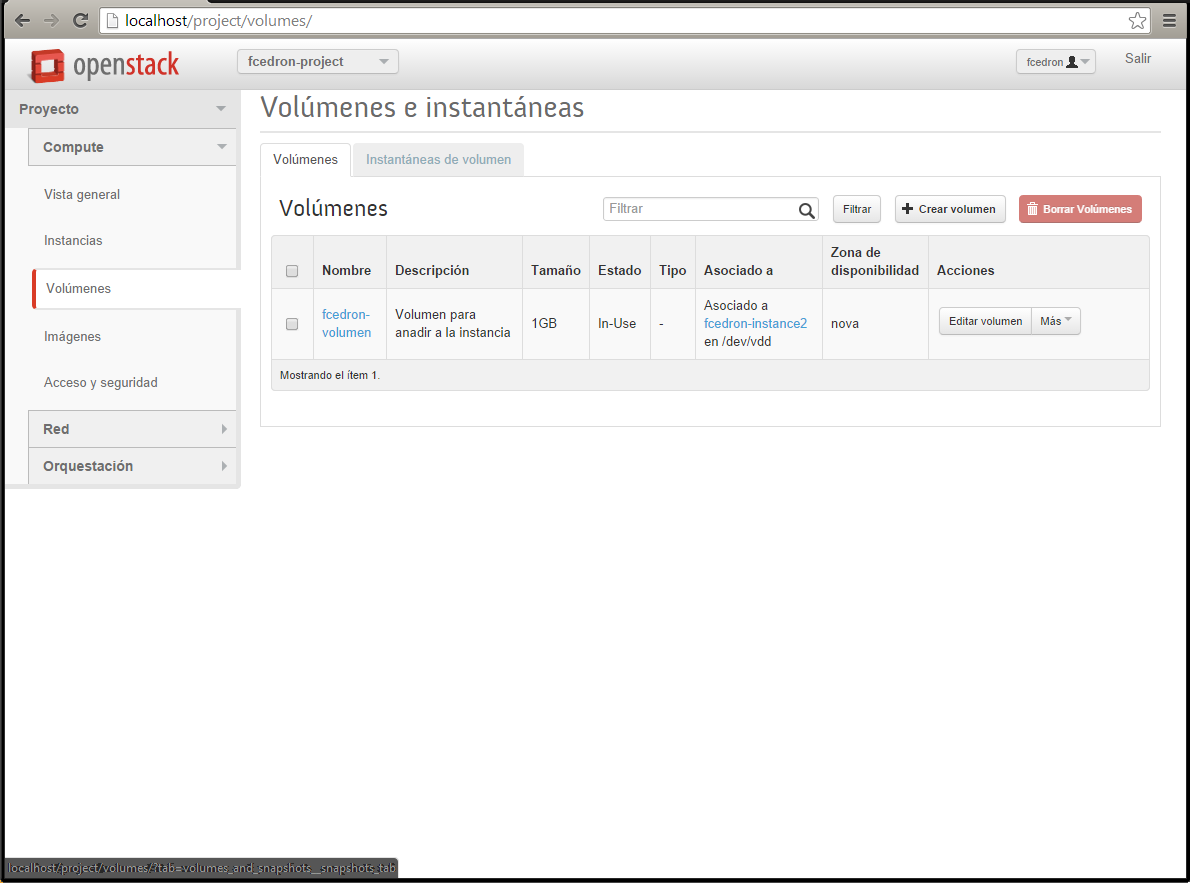 localhost/project/volumes/
openstack
fcedron-project
fcedron
Salir
Proyecto
Compute
Vista general
Instancias
Volúmenes
Imágenes
Acceso y seguridad
Red
Orquestación
Volúmenes e instantáneas
Volúmenes
Instantáneas de volumen
Volúmenes
Filtrar
Filtrar
Crear volumen
Borrar Volúmenes
Nombre
Descripción
Tamaño
Estado
Tipo
Asociado a
Zona de
disponibilidad
Acciones
fcedron-
volumen
Volumen para
anadir a la instancia
1GB
In-Use
-
Asociado a
fcedron-instance2
en /dev/vdd
nova
Editar volumen
Más
Mostrando el ítem 1.
localhost/project/volumes/?tab=volumes_and_snapshots__snapshots_tab